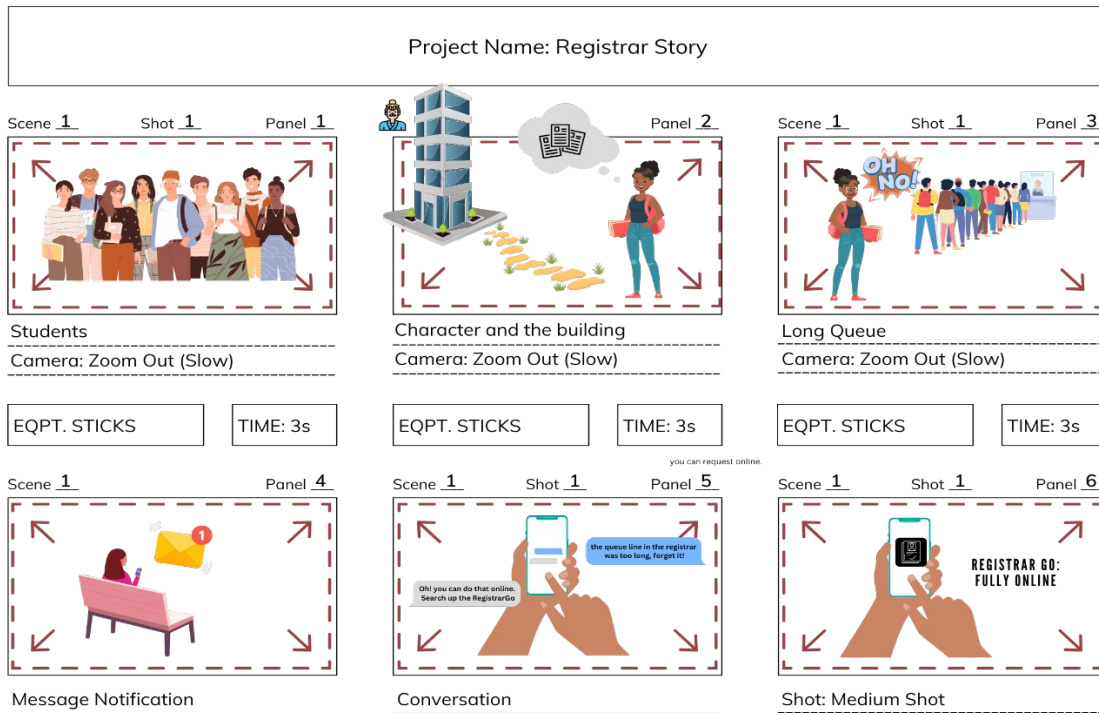 Project Name: Registrar Story
Scene 1 Shot 1 Panel 1
Students
Camera: Zoom Out (Slow)
EQPT. STICKS
TIME: 3s
Panel 2
Character and the building
Camera: Zoom Out (Slow)
EQPT. STICKS
TIME: 3s
Scene 1 Shot 1 Panel 3
OH
NO!
Long Queue
Camera: Zoom Out (Slow)
EQPT. STICKS
TIME: 3s
Scene 1 Panel 4
1
Message Notification
you can request online.
Scene 1 Shot 1 Panel 5
the queue line in the registrar
was too long, forget it!
Oh! you can do that online.
Search up the RegistrarGo
Conversation
Scene 1 Shot 1 Panel 6
REGISTRAR GO:
FULLY ONLINE
Shot: Medium Shot